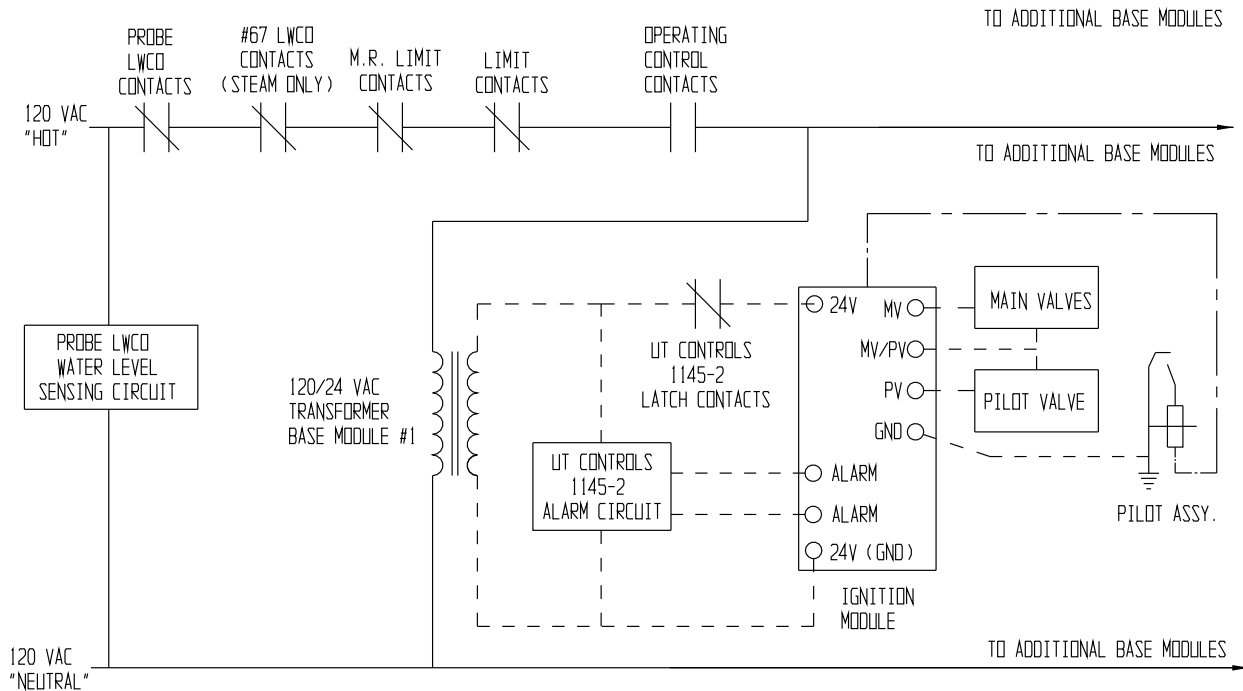 TO ADDITIONAL BASE MODULES
PROBE
LWCO
CONTACTS
#67 LWCO
CONTACTS
(STEAM ONLY)
M.R. LIMIT
CONTACTS
LIMIT
CONTACTS
OPERATING
CONTROL
CONTACTS
120 VAC
"HOT"
TO ADDITIONAL BASE MODULES
PROBE LWCO
WATER LEVEL
SENSING CIRCUIT
120/24 VAC
TRANSFORMER
BASE MODULE #1
UT CONTROLS
1145-2
LATCH CONTACTS
UT CONTROLS
1145-2
ALARM CIRCUIT
24V
MV
MV/PV
PV
GND
ALARM
ALARM
24V (GND)
IGNITION
MODULE
MAIN VALVES
PILOT VALVE
PILOT ASSY.
TO ADDITIONAL BASE MODULES
120 VAC
"NEUTRAL"